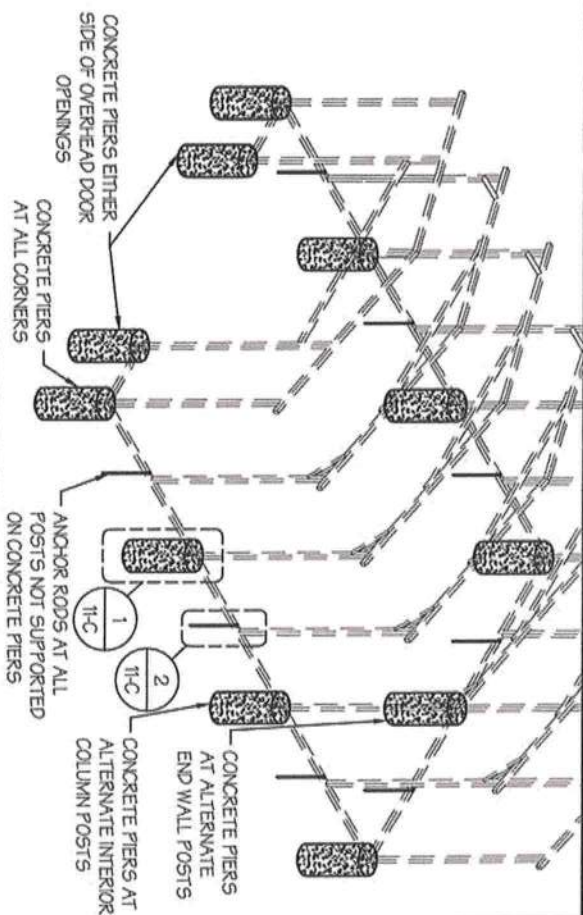 CONCRETE PIERS EITHER
SIDE OF OVERHEAD DOOR
OPENINGS
CONCRETE PIERS
AT ALL CORNERS
ANCHOR RODS AT ALL
POSTS NOT SUPPORTED
ON CONCRETE PIERS
1
11-C
2
11-C
CONCRETE PIERS
AT ALTERNATE
END WALL POSTS
CONCRETE PIERS AT
ALTERNATE INTERIOR
COLUMN POSTS